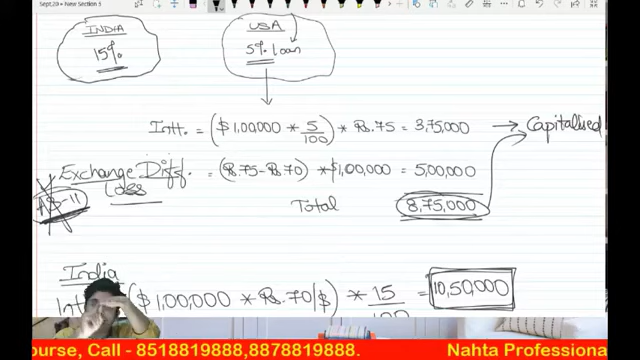 Sept.20 » New Section 3
INDIA
15%
USA
5% Loan
Intt. = ($ 1,00,000 * 5/100) * Rs.75 = 3,75,000 → Capitalised
Exchange Diff. = (Rs.75-Rs.70) * $1,00,000 = 5,00,000
Loss
AS-11
Total 8,75,000
India
Intt ($ 1,00,000 * Rs.70/$) * 15/100 = 10,50,000
ourse, Call - 8518819888,8878819888. Nahta Professiona